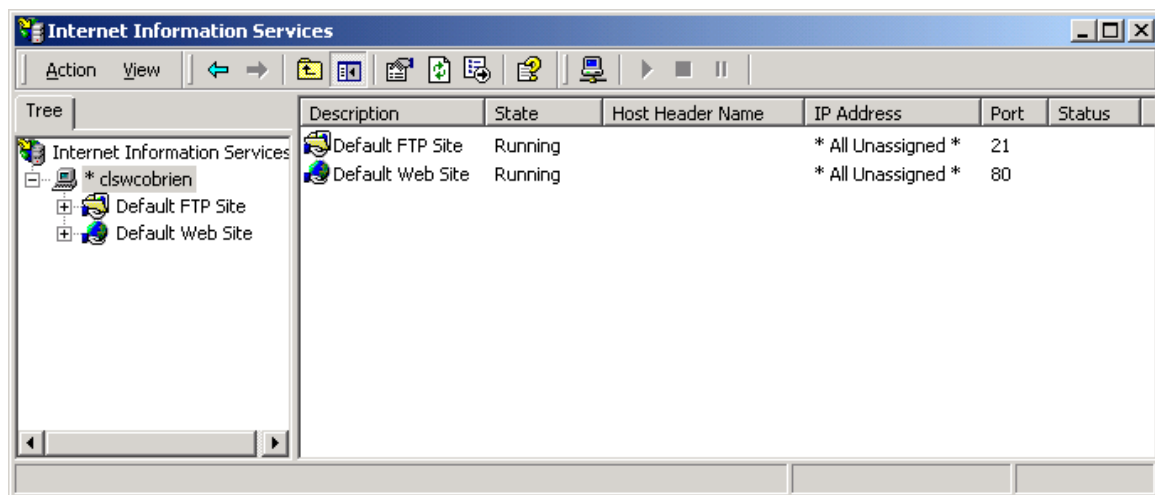 Internet Information Services
Action View
Tree
Description State Host Header Name IP Address Port Status
Internet Information Services
* clswcobrien
Default FTP Site
Default Web Site
Default FTP Site Running * All Unassigned * 21
Default Web Site Running * All Unassigned * 80